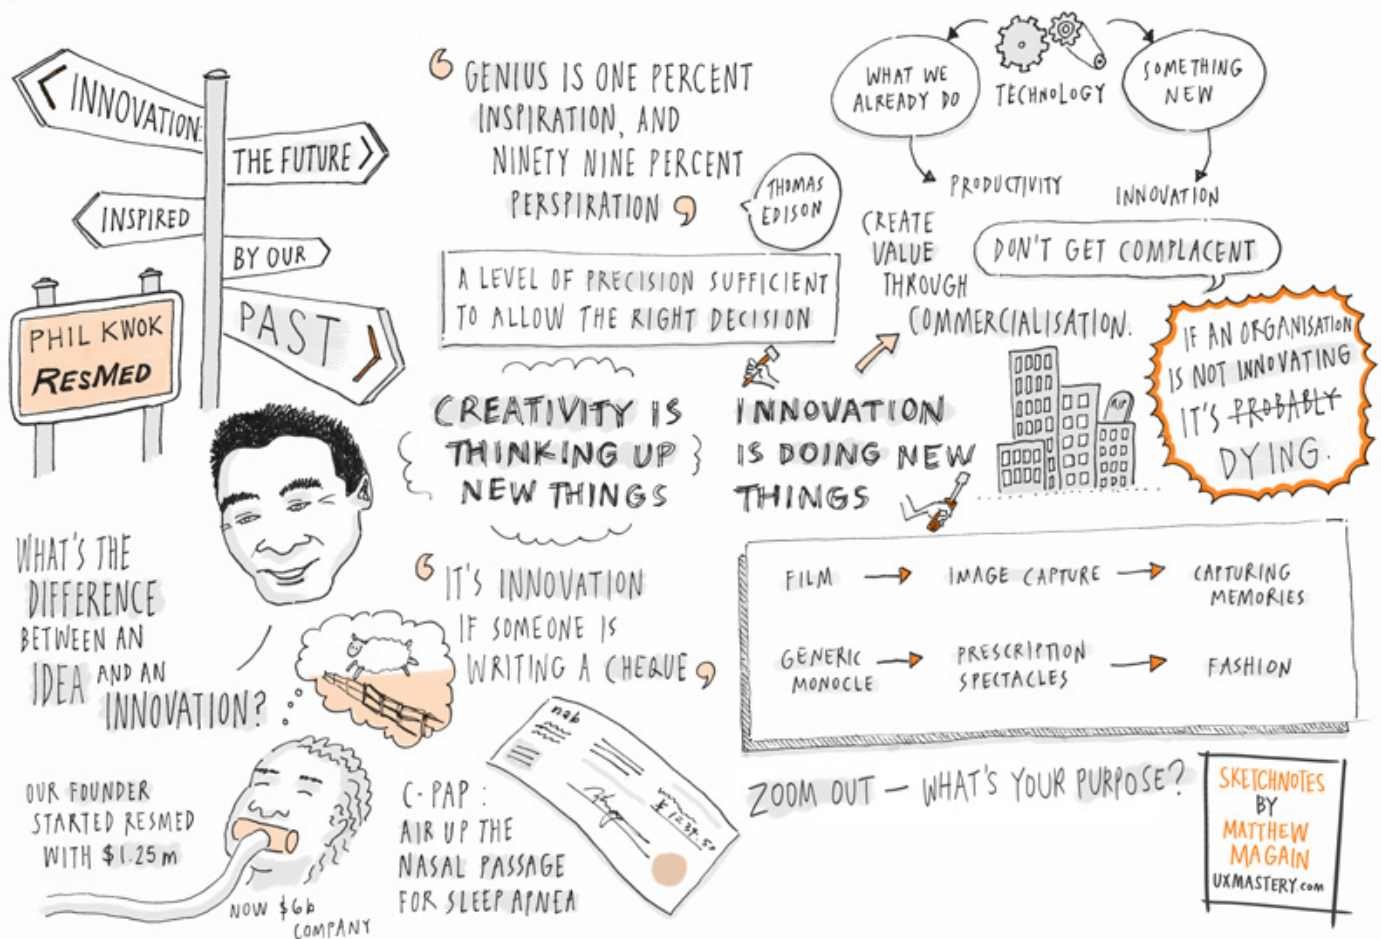 INNOVATION:
THE FUTURE
INSPIRED
BY OUR
PAST
PHIL KWOK
RESMED
WHAT'S THE
DIFFERENCE
BETWEEN AN
IDEA AND AN
INNOVATION?
OUR FOUNDER
STARTED RESMED
WITH $1.25m
NOW $6b
COMPANY
C-PAP:
AIR UP THE
NASAL PASSAGE
FOR SLEEP APNEA
GENIUS IS ONE PERCENT
INSPIRATION, AND
NINETY NINE PERCENT
PERSPIRATION
THOMAS
EDISON
A LEVEL OF PRECISION SUFFICIENT
TO ALLOW THE RIGHT DECISION
CREATIVITY IS
THINKING UP
NEW THINGS
INNOVATION
IS DOING NEW
THINGS
IT'S INNOVATION
IF SOMEONE IS
WRITING A CHEQUE
nab
WHAT WE
ALREADY DO
TECHNOLOGY
SOMETHING
NEW
PRODUCTIVITY
INNOVATION
CREATE
VALUE
THROUGH
COMMERCIALISATION.
DON'T GET COMPLACENT
RIP
IF AN ORGANISATION
IS NOT INNOVATING
IT'S PROBABLY
DYING.
FILM
IMAGE CAPTURE
CAPTURING
MEMORIES
GENERIC
MONOCLE
PRESCRIPTION
SPECTACLES
FASHION
ZOOM OUT — WHAT'S YOUR PURPOSE?
SKETCHNOTES
BY
MATTHEW
MAGAIN
UXMASTERY.com